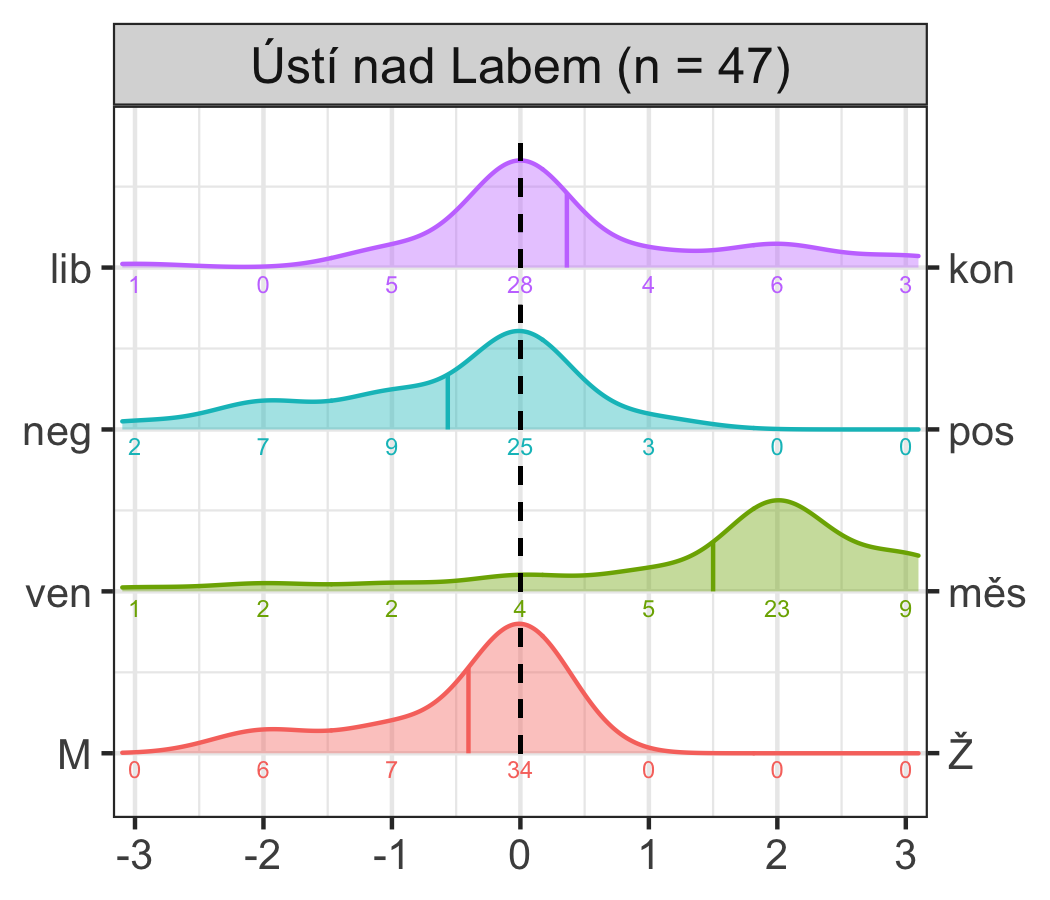 Ústí nad Labem (n = 47)
lib kon
1 0 5 28 4 6 3
neg pos
2 7 9 25 3 0 0
ven měs
1 2 2 4 5 23 9
M Ž
0 6 7 34 0 0 0
-3 -2 -1 0 1 2 3